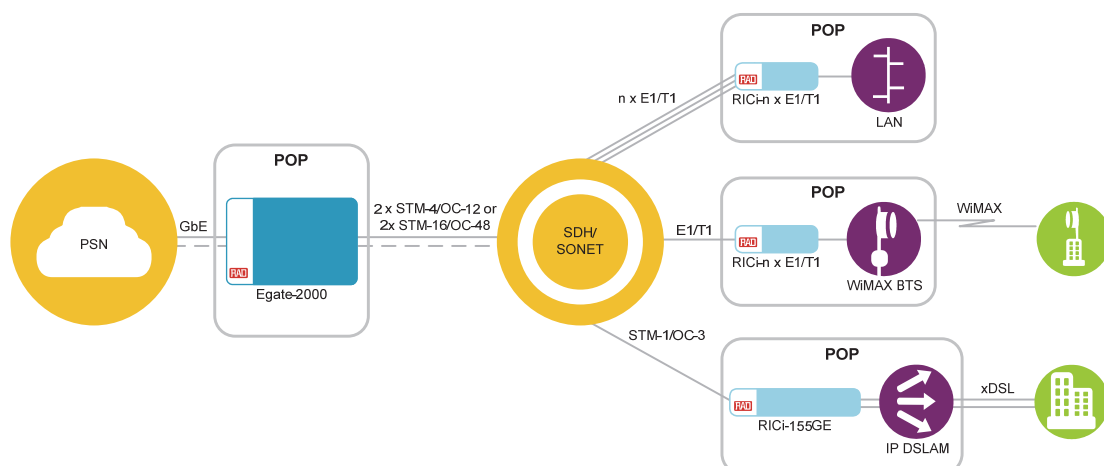 PSN
GbE
POP
RAD
Egate-2000
2 x STM-4/OC-12 or
2x STM-16/OC-48
SDH/
SONET
n x E1/T1
POP
RAD
RICi-n x E1/T1
LAN
E1/T1
POP
RAD
RICi-n x E1/T1
WiMAX BTS
WiMAX
STM-1/OC-3
POP
RAD
RICi-155GE
IP DSLAM
xDSL